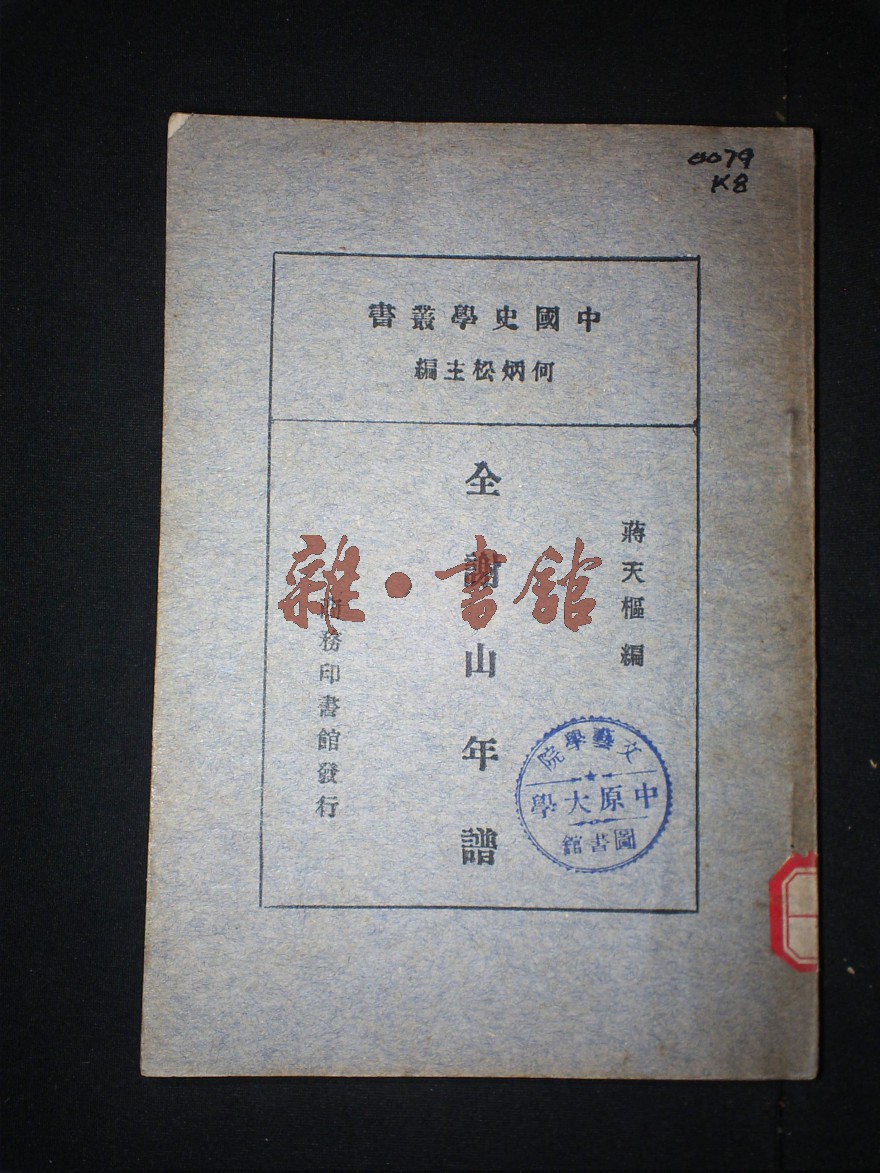 0079
K8
中國史學叢書
何炳松主編
蔣天樞編
全謝山年譜
商務印書館發行
雜·書館
文藝學院
中原大學
圖書館